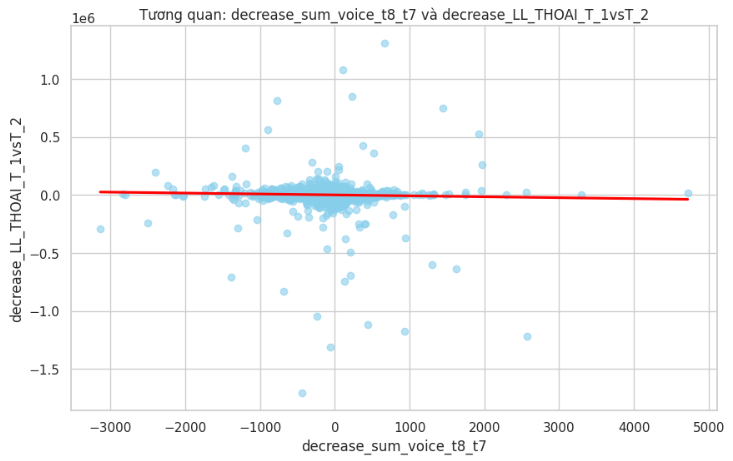 Tương quan: decrease_sum_voice_t8_t7 và decrease_LL_THOAI_T_1vsT_2
1e6
1.0
0.5
0.0
−0.5
−1.0
−1.5
decrease_LL_THOAI_T_1vsT_2
−3000 −2000 −1000 0 1000 2000 3000 4000 5000
decrease_sum_voice_t8_t7